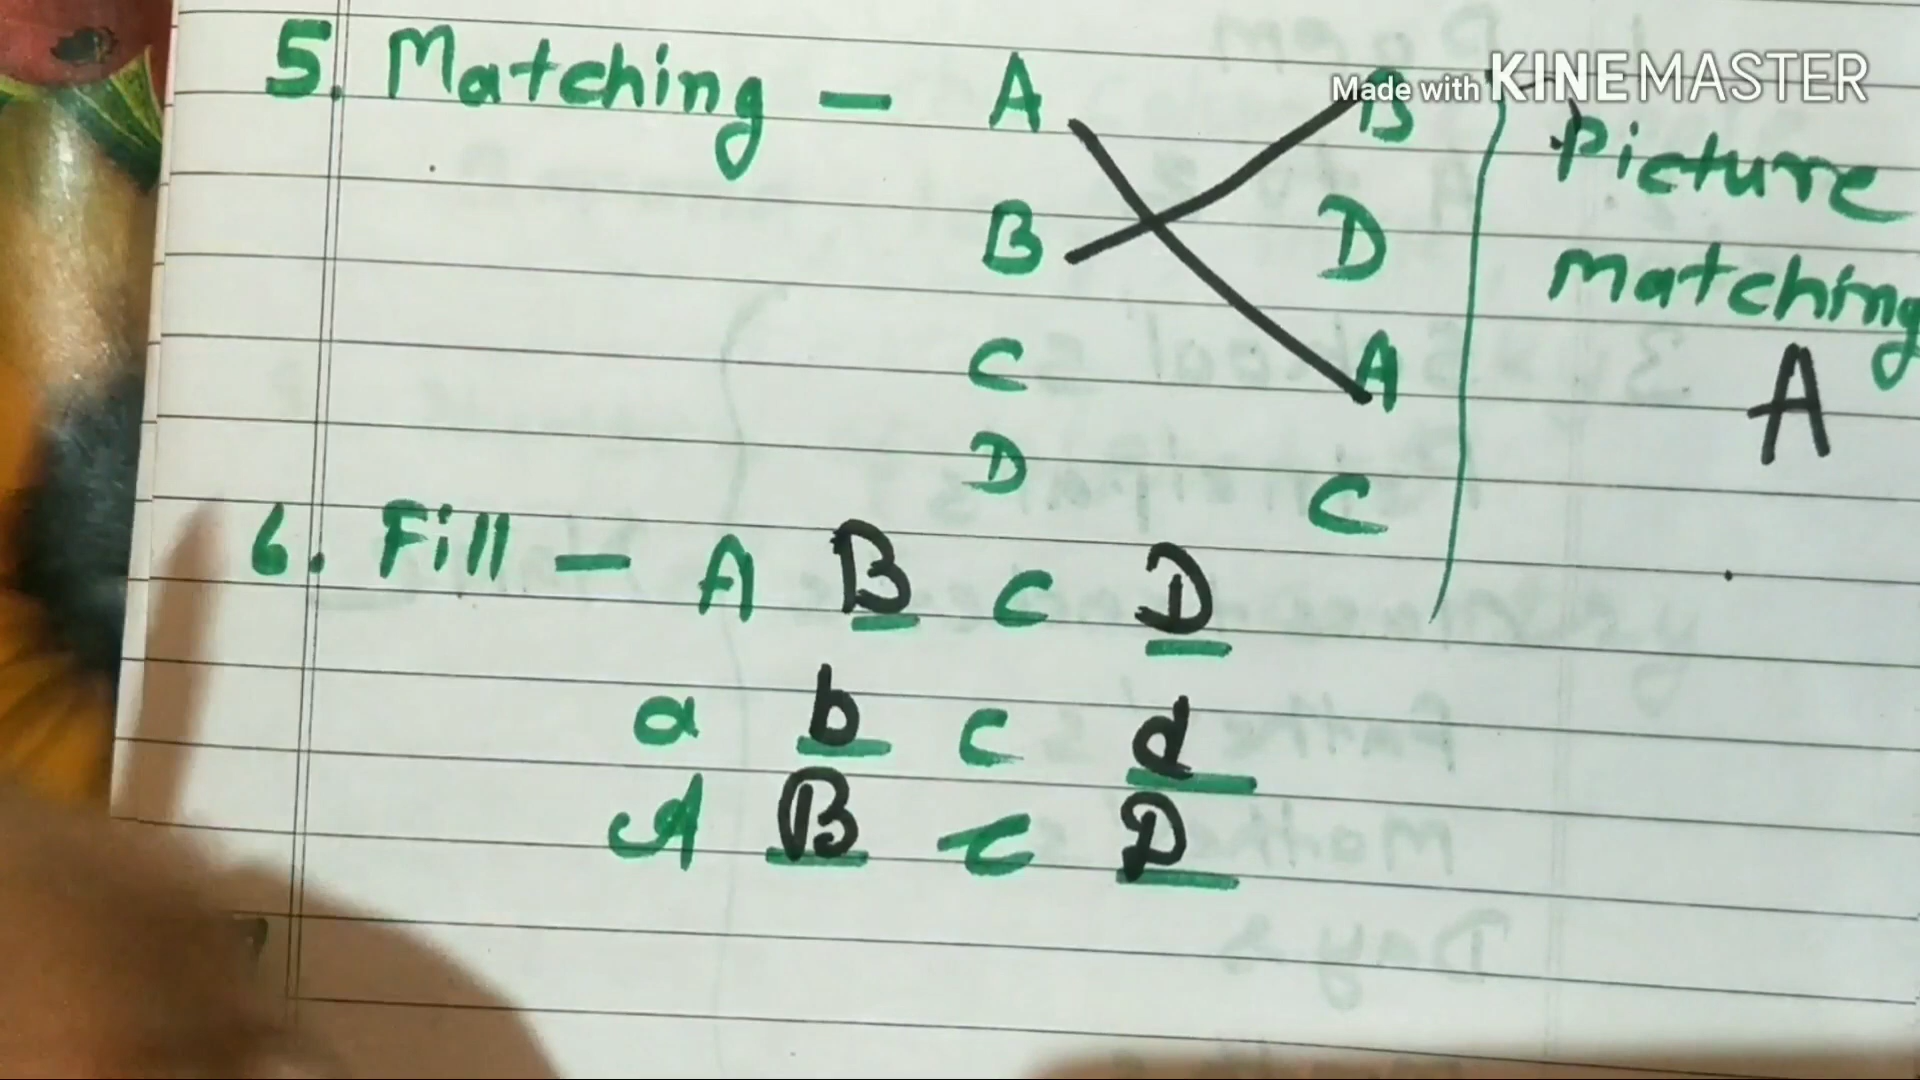 Made with KINEMASTER
5. Matching - A B
B D
C A
D C
Picture
matching
A
6. Fill - A B C D
a b c d
A B C D